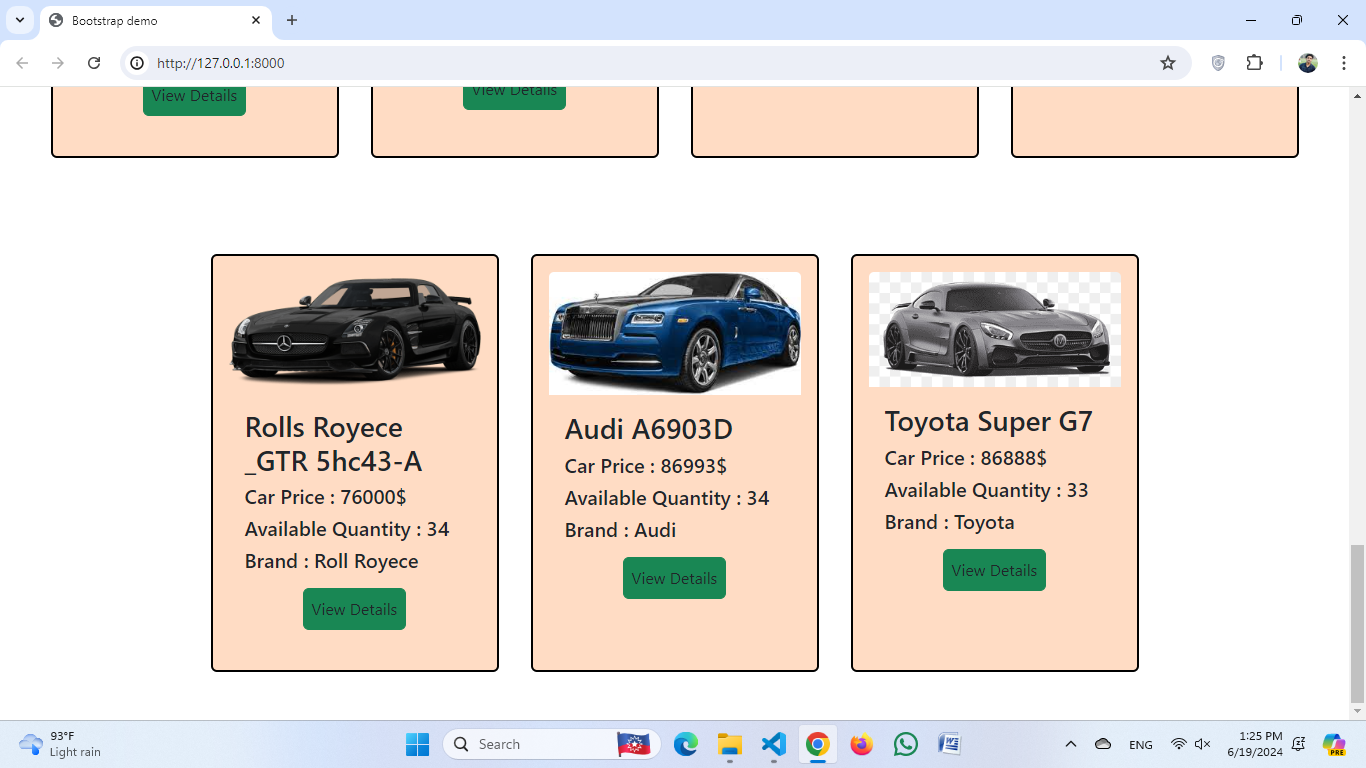 Bootstrap demo
http://127.0.0.1:8000
View Details
View Details
Rolls Royece
_GTR 5hc43-A
Car Price : 76000$
Available Quantity : 34
Brand : Roll Royece
View Details
Audi A6903D
Car Price : 86993$
Available Quantity : 34
Brand : Audi
View Details
Toyota Super G7
Car Price : 86888$
Available Quantity : 33
Brand : Toyota
View Details
93°F
Light rain
Search
W
ENG
1:25 PM
6/19/2024
PRE